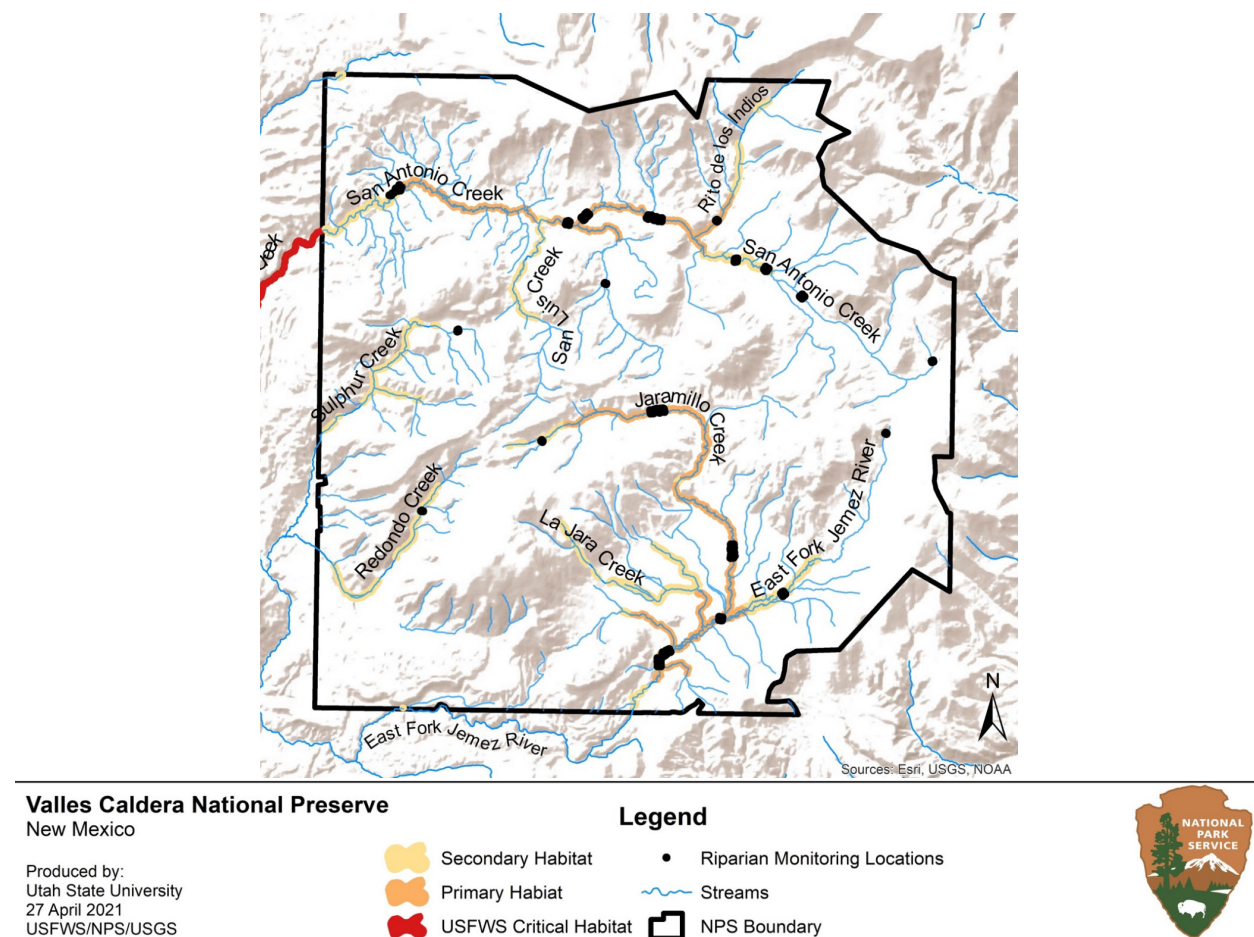 Rito de los Indios
San Antonio Creek
San Antonio Creek
San Luis Creek
Sulphur Creek
Jaramillo Creek
Redondo Creek
La Jara Creek
East Fork Jemez River
East Fork Jemez River
N
Sources: Esri, USGS, NOAA
Valles Caldera National Preserve
New Mexico
Produced by:
Utah State University
27 April 2021
USFWS/NPS/USGS
Legend
Secondary Habitat
Primary Habiat
USFWS Critical Habitat
Riparian Monitoring Locations
Streams
NPS Boundary
NATIONAL
PARK
SERVICE